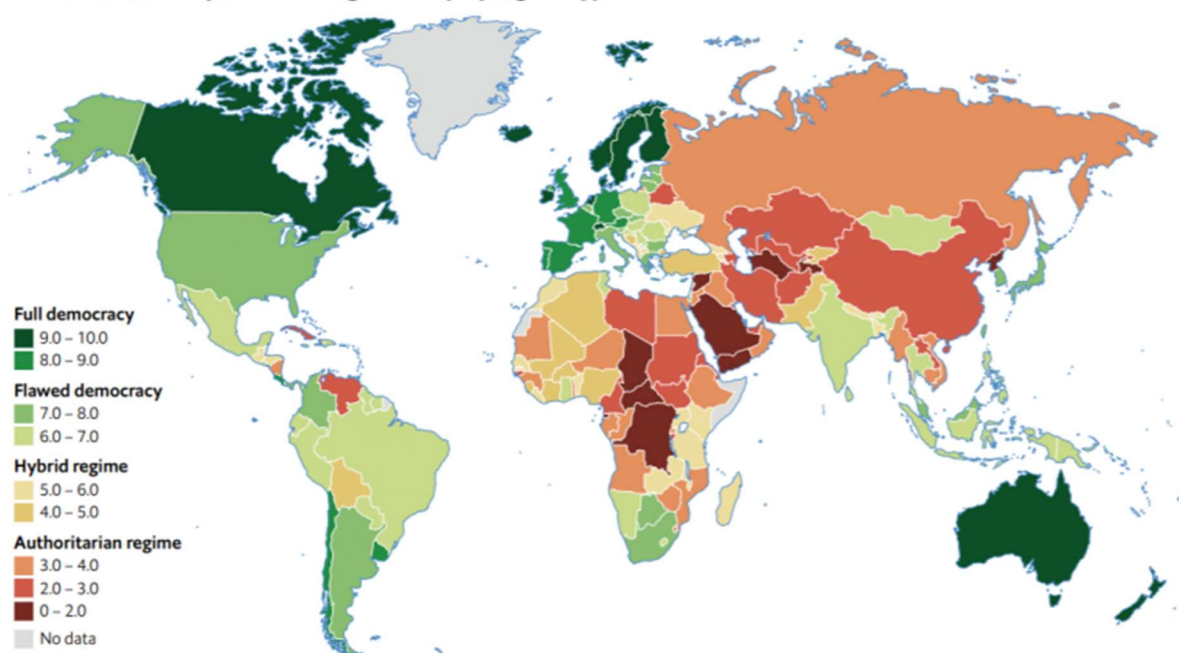 Full democracy
9.0 – 10.0
8.0 – 9.0
Flawed democracy
7.0 – 8.0
6.0 – 7.0
Hybrid regime
5.0 – 6.0
4.0 – 5.0
Authoritarian regime
3.0 – 4.0
2.0 – 3.0
0 – 2.0
No data